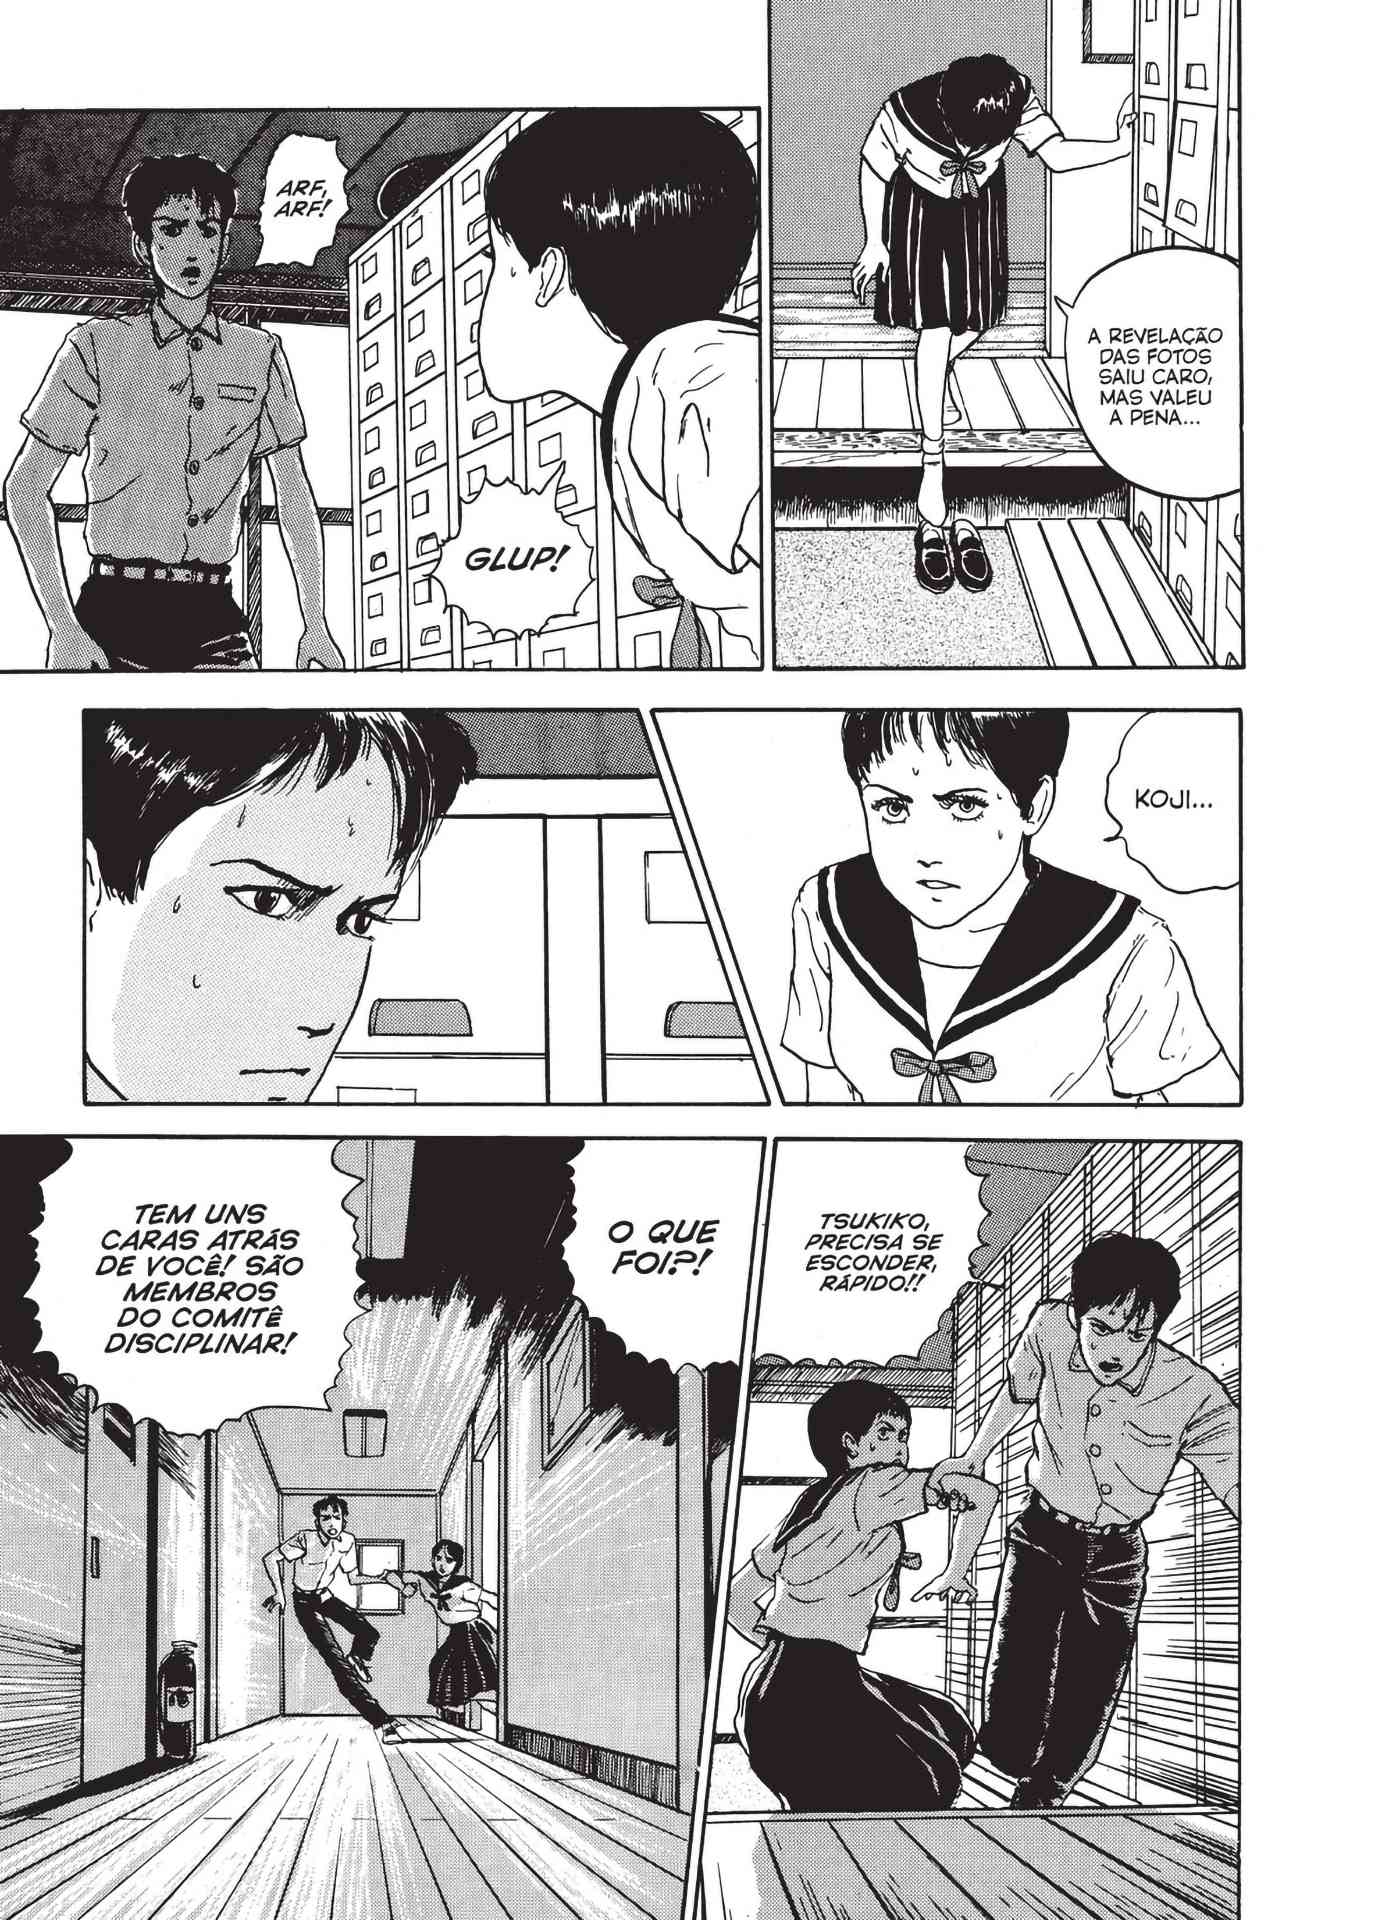 A REVELAÇÃO
DAS FOTOS
SAIU CARO,
MAS VALEU
A PENA...
ARF,
ARF!
GLUP!
KOJI...
TSUKIKO,
PRECISA SE
ESCONDER,
RÁPIDO!!
O QUE
FOI?!
TEM UNS
CARAS ATRÁS
DE VOCÊ! SÃO
MEMBROS
DO COMITÊ
DISCIPLINAR!